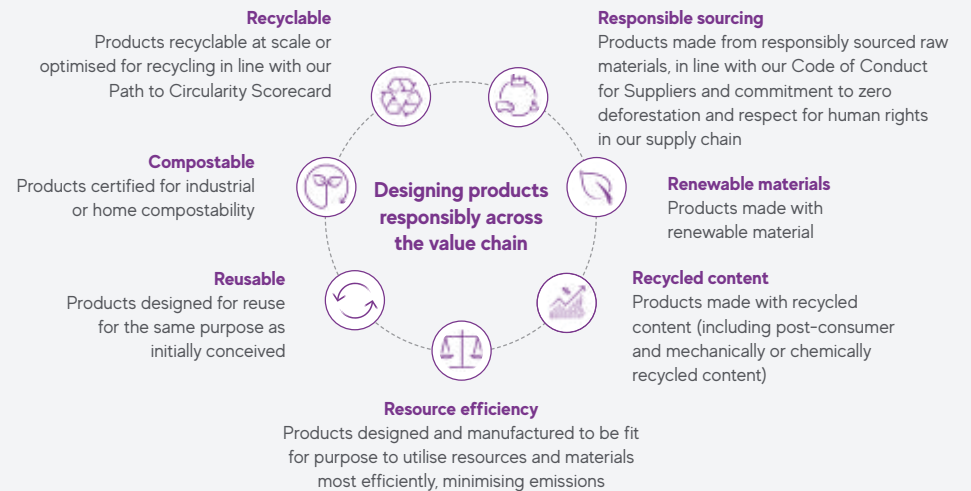 Recyclable
Products recyclable at scale or
optimised for recycling in line with our
Path to Circularity Scorecard
Responsible sourcing
Products made from responsibly sourced raw
materials, in line with our Code of Conduct
for Suppliers and commitment to zero
deforestation and respect for human rights
in our supply chain
Compostable
Products certified for industrial
or home compostability
Designing products
responsibly across
the value chain
Renewable materials
Products made with
renewable material
Reusable
Products designed for reuse
for the same purpose as
initially conceived
Recycled content
Products made with recycled
content (including post-consumer
and mechanically or chemically
recycled content)
Resource efficiency
Products designed and manufactured to be fit
for purpose to utilise resources and materials
most efficiently, minimising emissions